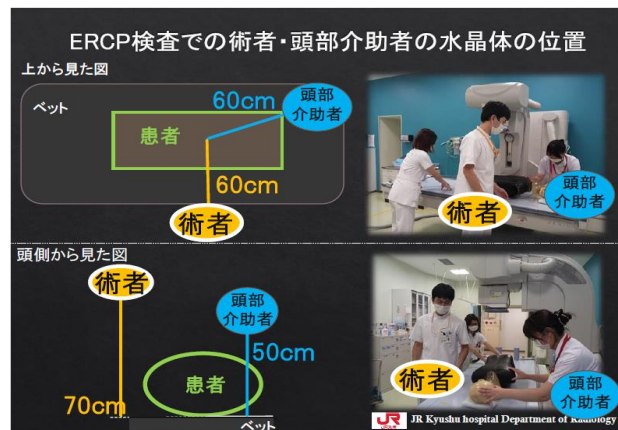 ERCP検査での術者・頭部介助者の水晶体の位置
上から見た図
ベット
60cm
頭部
介助者
患者
60cm
術者
術者
頭部
介助者
頭側から見た図
術者
頭部
介助者
50cm
患者
70cm
ベット
術者
頭部
介助者
JR
JR Kyushu hospital Department of Radiology